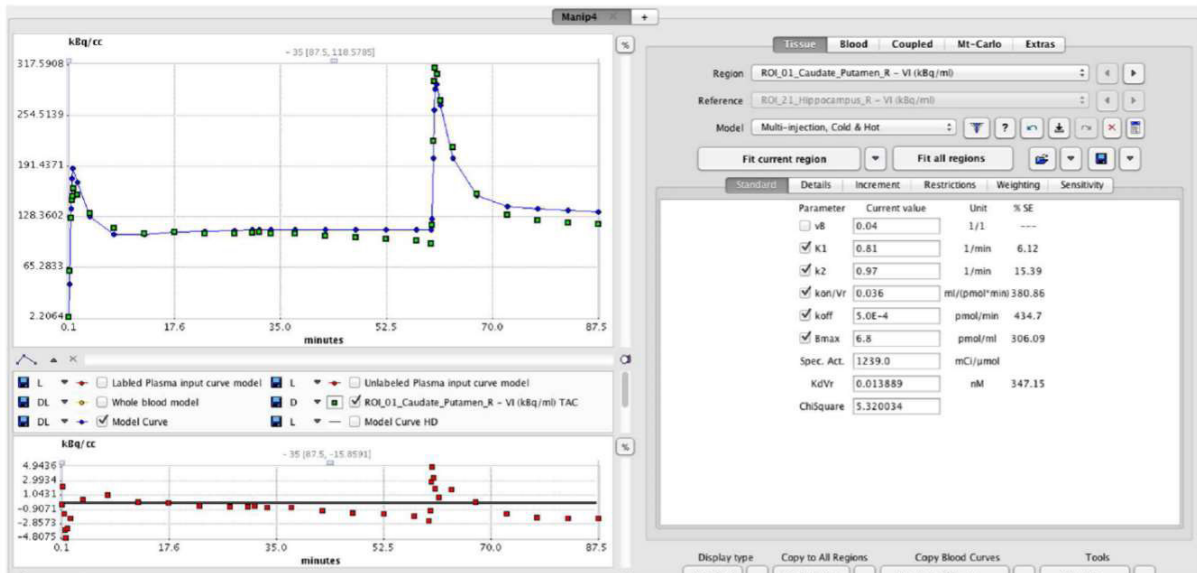 Manip4 +
kBq/cc
- 35 [87.5, 118.5785]
%
317.5908
254.5139
191.4371
128.3602
65.2833
2.2064
0.1 17.6 35.0 52.5 70.0 87.5
minutes
L Labled Plasma input curve model L Unlabeled Plasma input curve model
DL Whole blood model D ROI_01_Caudate_Putamen_R - VI (kBq/ml) TAC
DL Model Curve L Model Curve HD
kBq/cc
- 35 [87.5, -15.8591]
%
4.9436
2.9933
1.0431
-0.9071
-2.8573
-4.8075
0.1 17.6 35.0 52.5 70.0 87.5
minutes
Tissue Blood Coupled Mt-Carlo Extras
Region ROI_01_Caudate_Putamen_R - VI (kBq/ml)
Reference ROI_21_Hippocampus_R - VI (kBq/ml)
Model Multi-injection, Cold & Hot ?
Fit current region Fit all regions
Standard Details Increment Restrictions Weighting Sensitivity
Parameter Current value Unit % SE
vB 0.04 1/1 ---
K1 0.81 1/min 6.12
k2 0.97 1/min 15.39
kon/Vr 0.036 ml/(pmol*min) 380.86
koff 5.0E-4 pmol/min 434.7
Bmax 6.8 pmol/ml 306.09
Spec. Act. 1239.0 mCi/µmol
KdVr 0.013889 nM 347.15
ChiSquare 5.320034
Display type Copy to All Regions Copy Blood Curves Tools